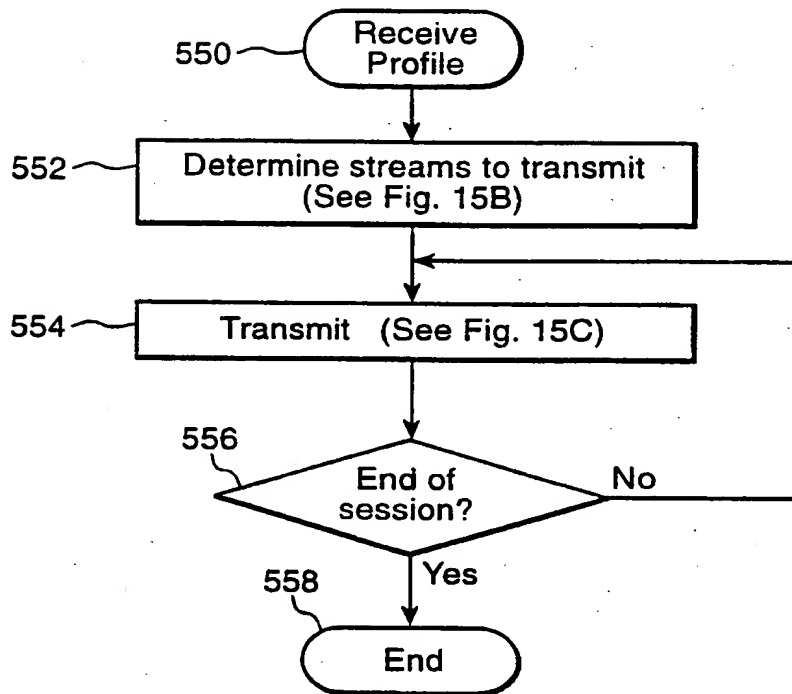 550
Receive
Profile
552
Determine streams to transmit
(See Fig. 15B)
554
Transmit (See Fig. 15C)
556
End of
session?
No
Yes
558
End